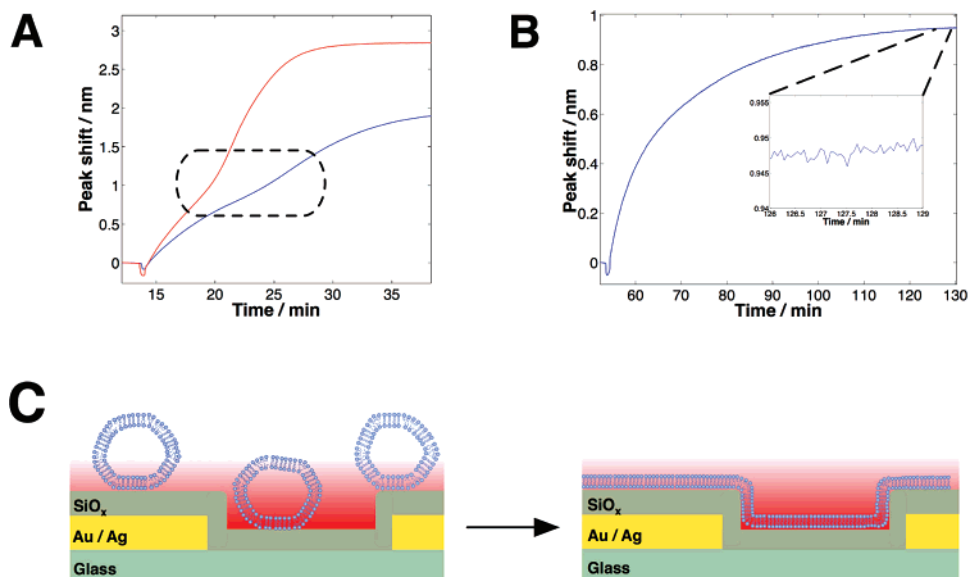 A
Peak shift / nm
3
2.5
2
1.5
1
0.5
0
15 20 25 30 35
Time / min
B
Peak shift / nm
1
0.8
0.6
0.4
0.2
0
60 70 80 90 100 110 120 130
Time / min
0.955
0.95
0.945
0.94
126 126.5 127 127.5 128 128.5 129
Time / min
C
SiOx
Au / Ag
Glass
SiOx
Au / Ag
Glass